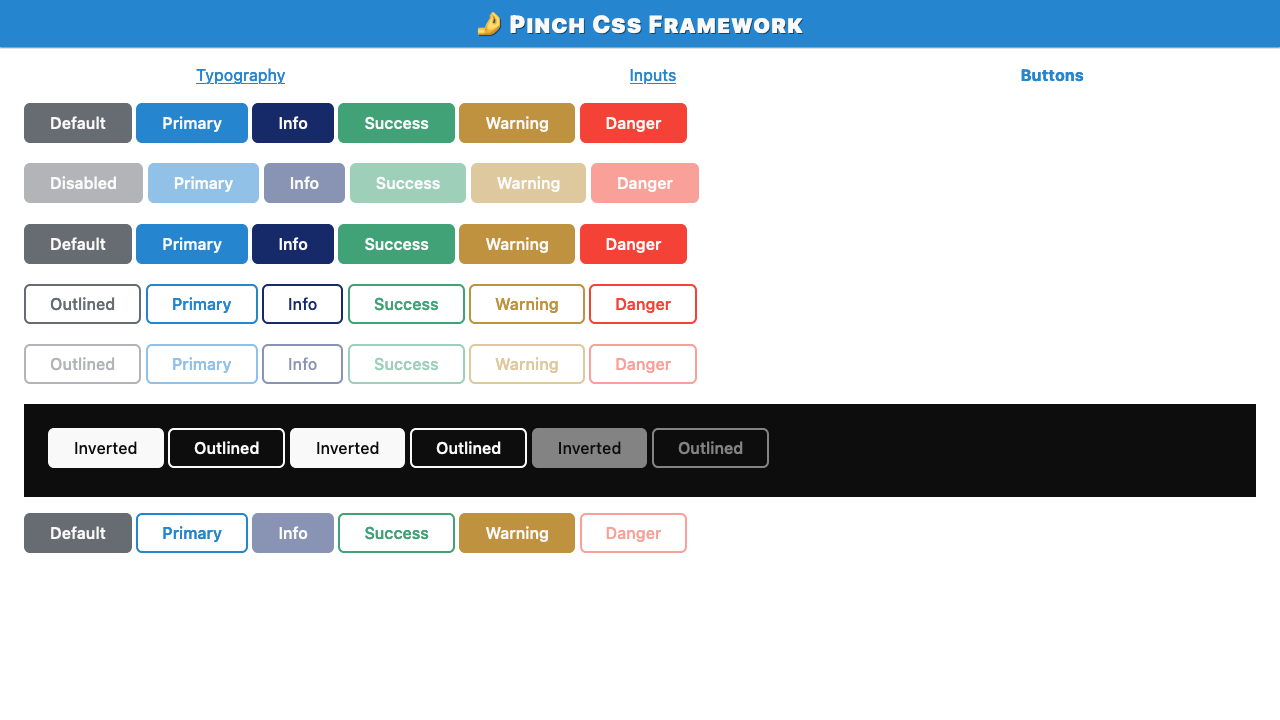 🤌 Pinch Css Framework
Typography Inputs Buttons
Default Primary Info Success Warning Danger
Disabled Primary Info Success Warning Danger
Default Primary Info Success Warning Danger
Outlined Primary Info Success Warning Danger
Outlined Primary Info Success Warning Danger
Inverted Outlined Inverted Outlined Inverted Outlined
Default Primary Info Success Warning Danger